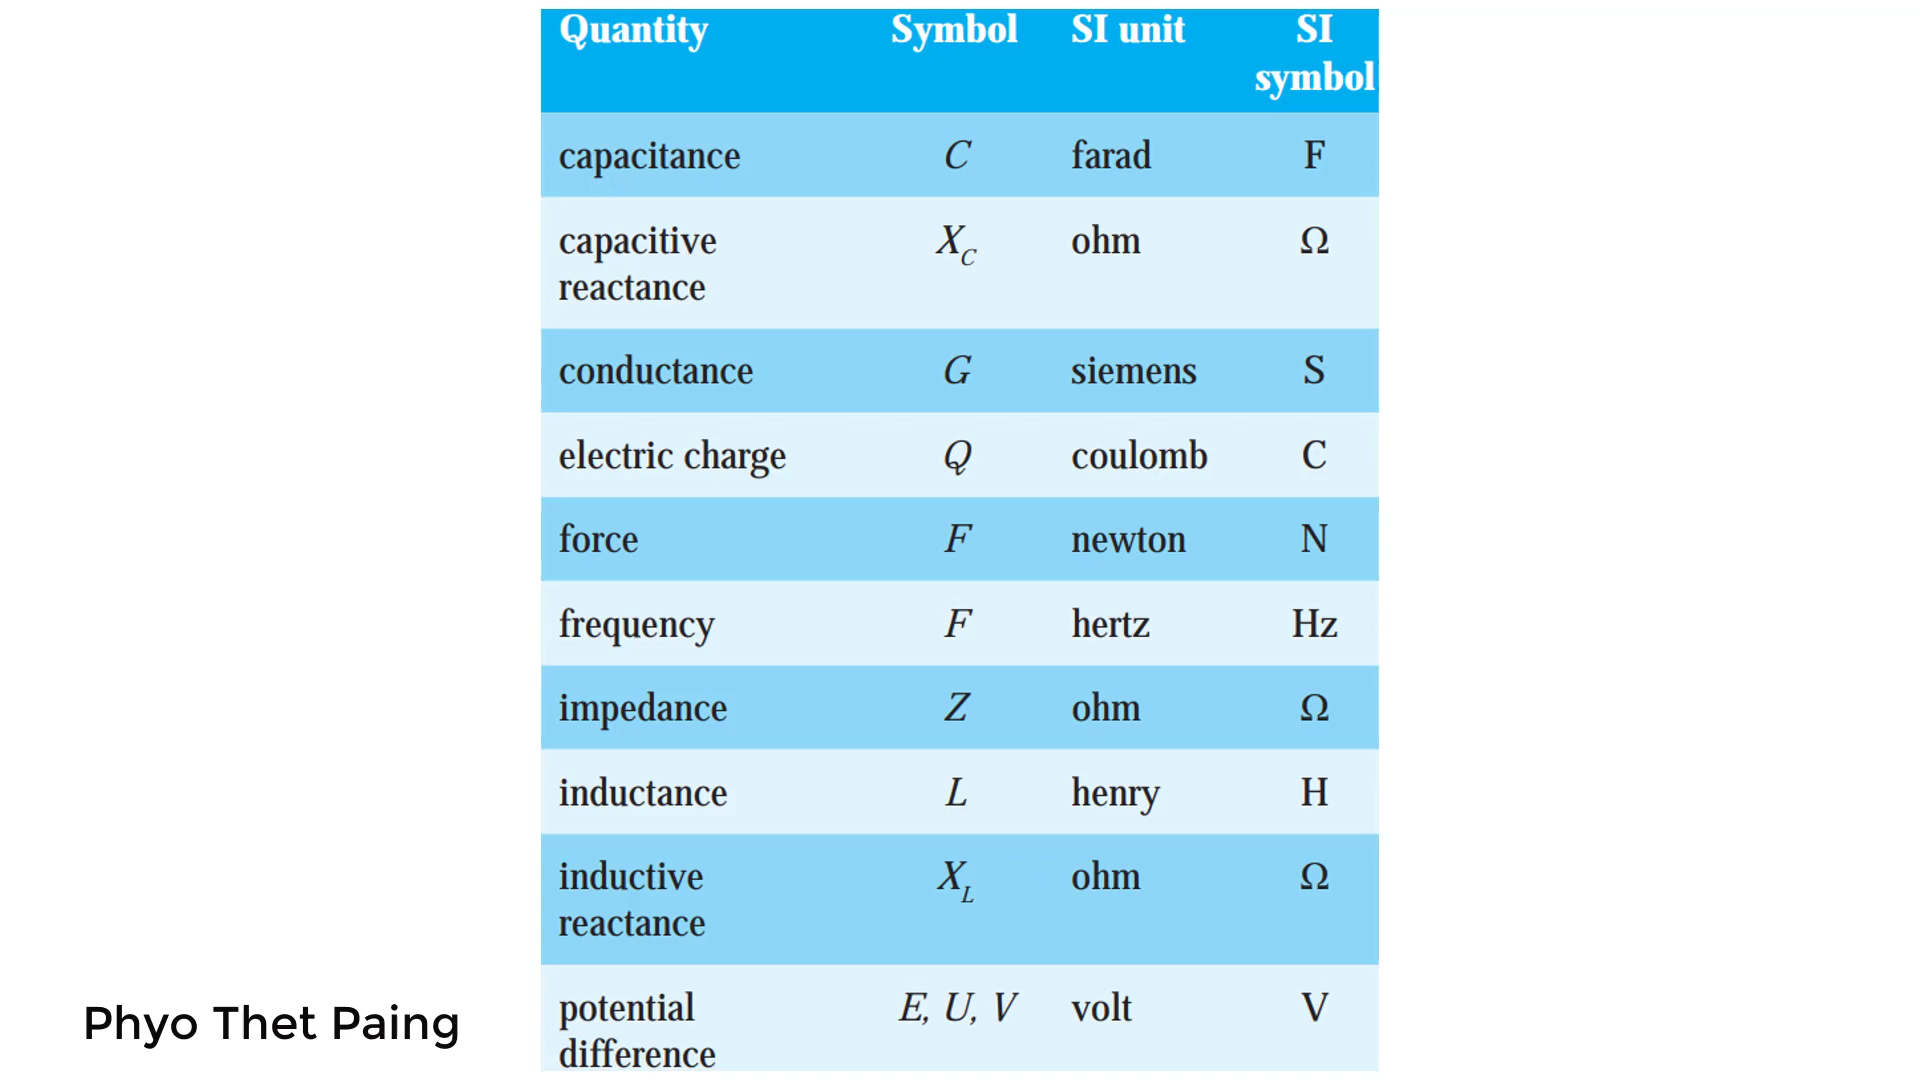 Quantity Symbol SI unit SI symbol
capacitance C farad F
capacitive reactance X_C ohm Ω
conductance G siemens S
electric charge Q coulomb C
force F newton N
frequency F hertz Hz
impedance Z ohm Ω
inductance L henry H
inductive reactance X_L ohm Ω
potential difference E, U, V volt V
Phyo Thet Paing